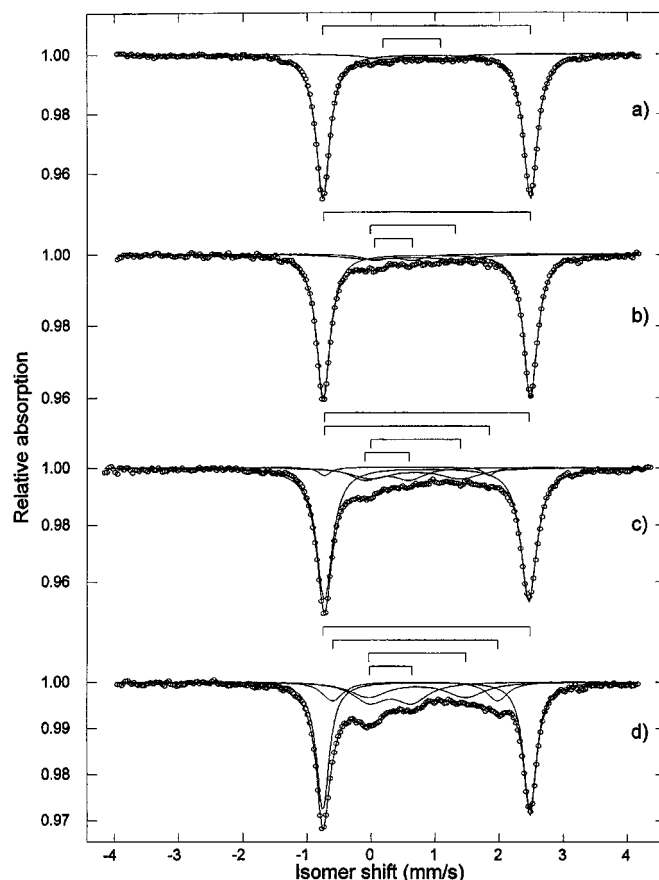 1.00
0.98
0.96
a)
1.00
0.98
0.96
b)
1.00
0.98
0.96
c)
1.00
0.99
0.98
0.97
d)
Relative absorption
-4 -3 -2 -1 0 1 2 3 4
Isomer shift (mm/s)